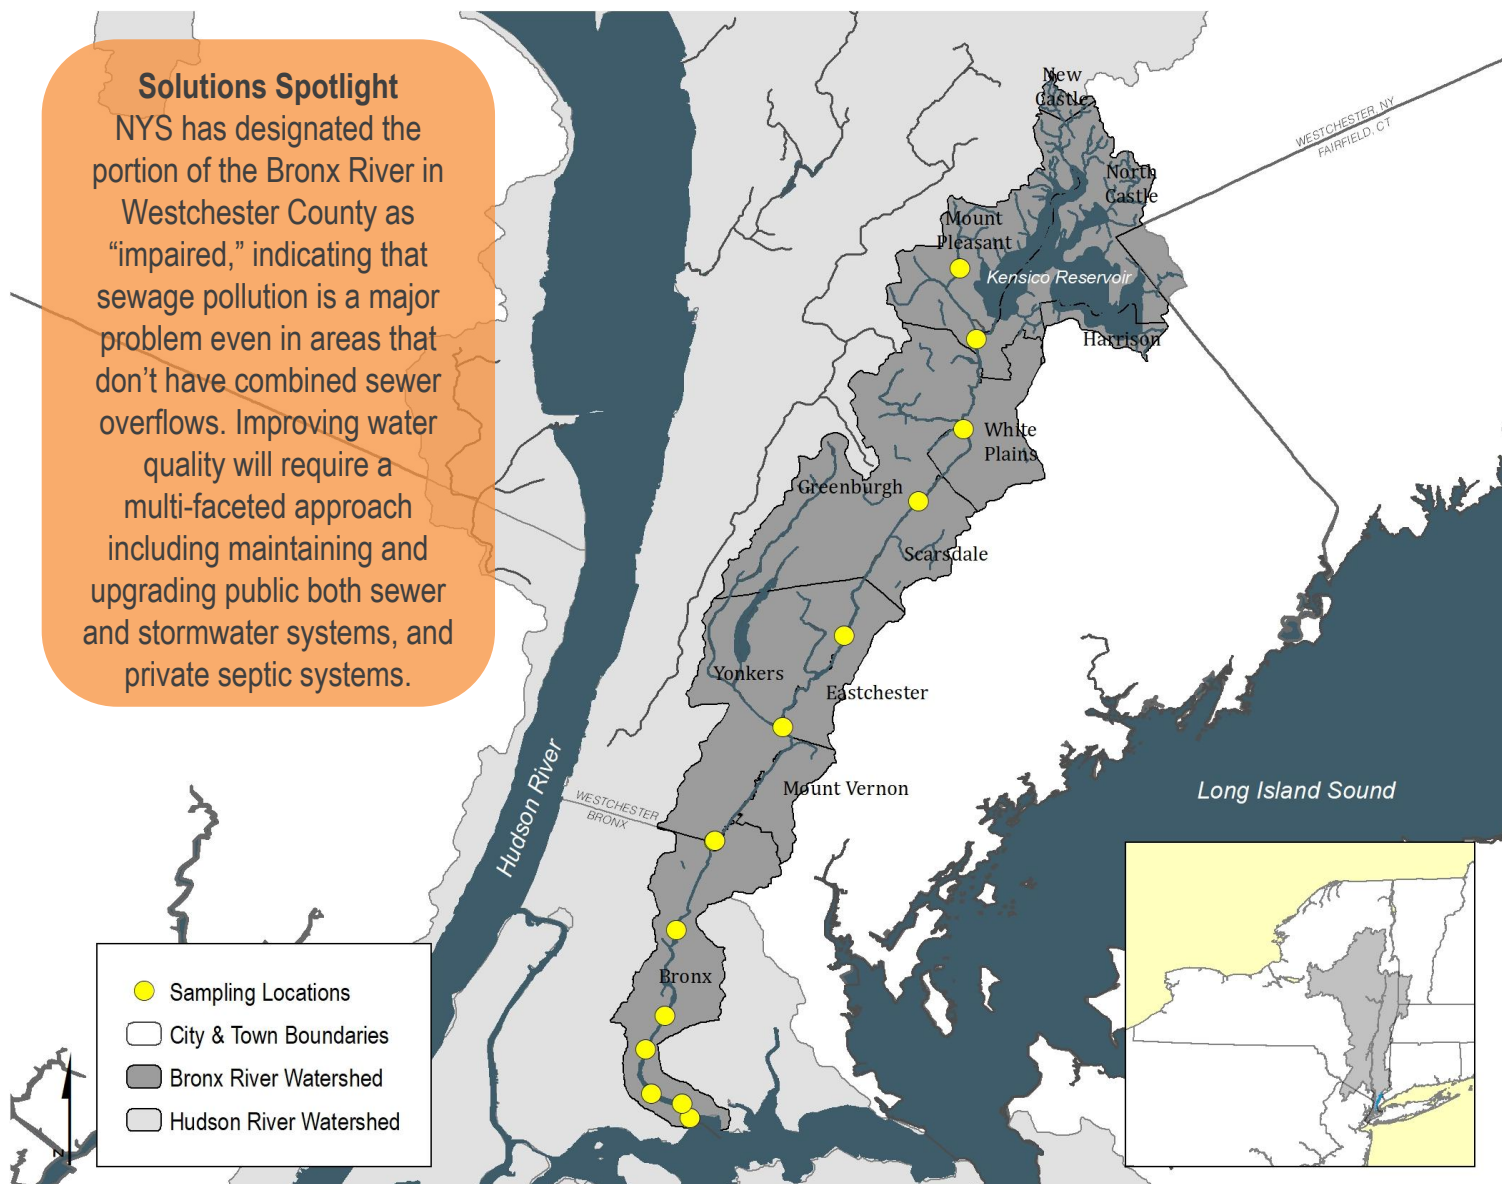 Solutions Spotlight
NYS has designated the
portion of the Bronx River in
Westchester County as
“impaired,” indicating that
sewage pollution is a major
problem even in areas that
don’t have combined sewer
overflows. Improving water
quality will require a
multi-faceted approach
including maintaining and
upgrading public both sewer
and stormwater systems, and
private septic systems.
New
Castle
WESTCHESTER, NY
FAIRFIELD, CT
North
Castle
Mount
Pleasant
Kensico Reservoir
Harrison
White
Plains
Greenburgh
Scarsdale
Yonkers
Eastchester
Mount Vernon
Hudson River
WESTCHESTER
BRONX
Long Island Sound
Bronx
Sampling Locations
City & Town Boundaries
Bronx River Watershed
Hudson River Watershed
N